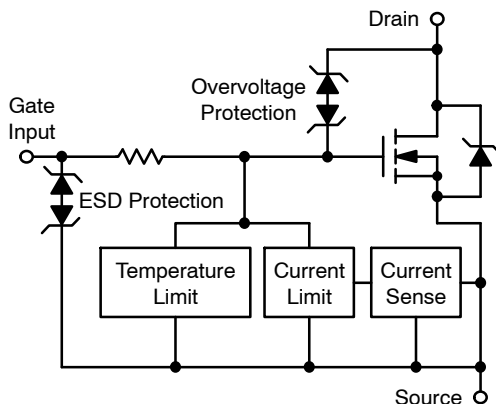 Drain
Overvoltage
Protection
Gate
Input
ESD Protection
Temperature
Limit
Current
Limit
Current
Sense
Source